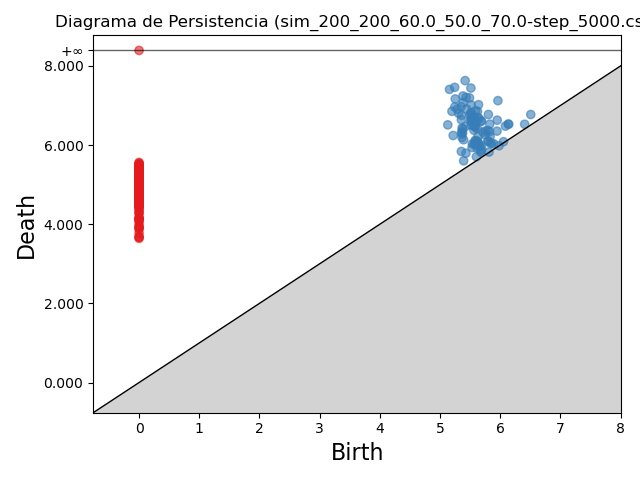 Diagrama de Persistencia (sim_200_200_60.0_50.0_70.0-step_5000.cs
+∞
8.000
6.000
4.000
2.000
0.000
Death
0 1 2 3 4 5 6 7 8
Birth